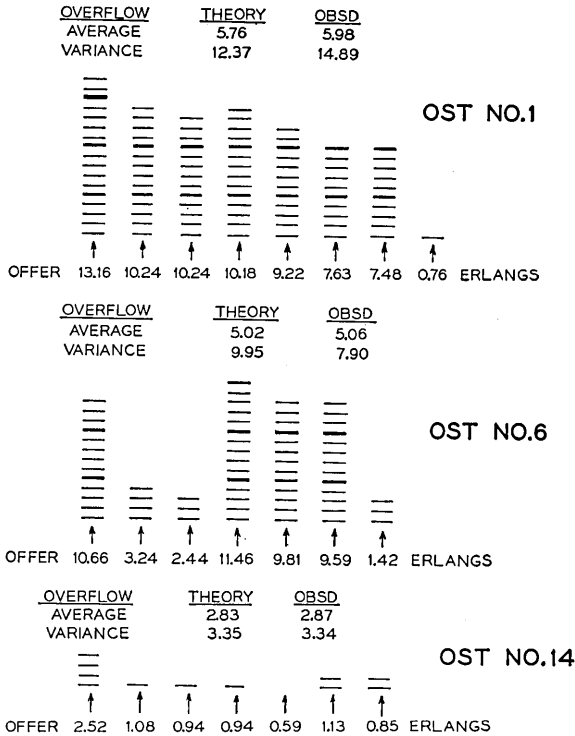 OVERFLOW THEORY OBSD
AVERAGE 5.76 5.98
VARIANCE 12.37 14.89
OST NO.1
OFFER 13.16 10.24 10.24 10.18 9.22 7.63 7.48 0.76 ERLANGS
OVERFLOW THEORY OBSD
AVERAGE 5.02 5.06
VARIANCE 9.95 7.90
OST NO.6
OFFER 10.66 3.24 2.44 11.46 9.81 9.59 1.42 ERLANGS
OVERFLOW THEORY OBSD
AVERAGE 2.83 2.87
VARIANCE 3.35 3.34
OST NO.14
OFFER 2.52 1.08 0.94 0.94 0.59 1.13 0.85 ERLANGS